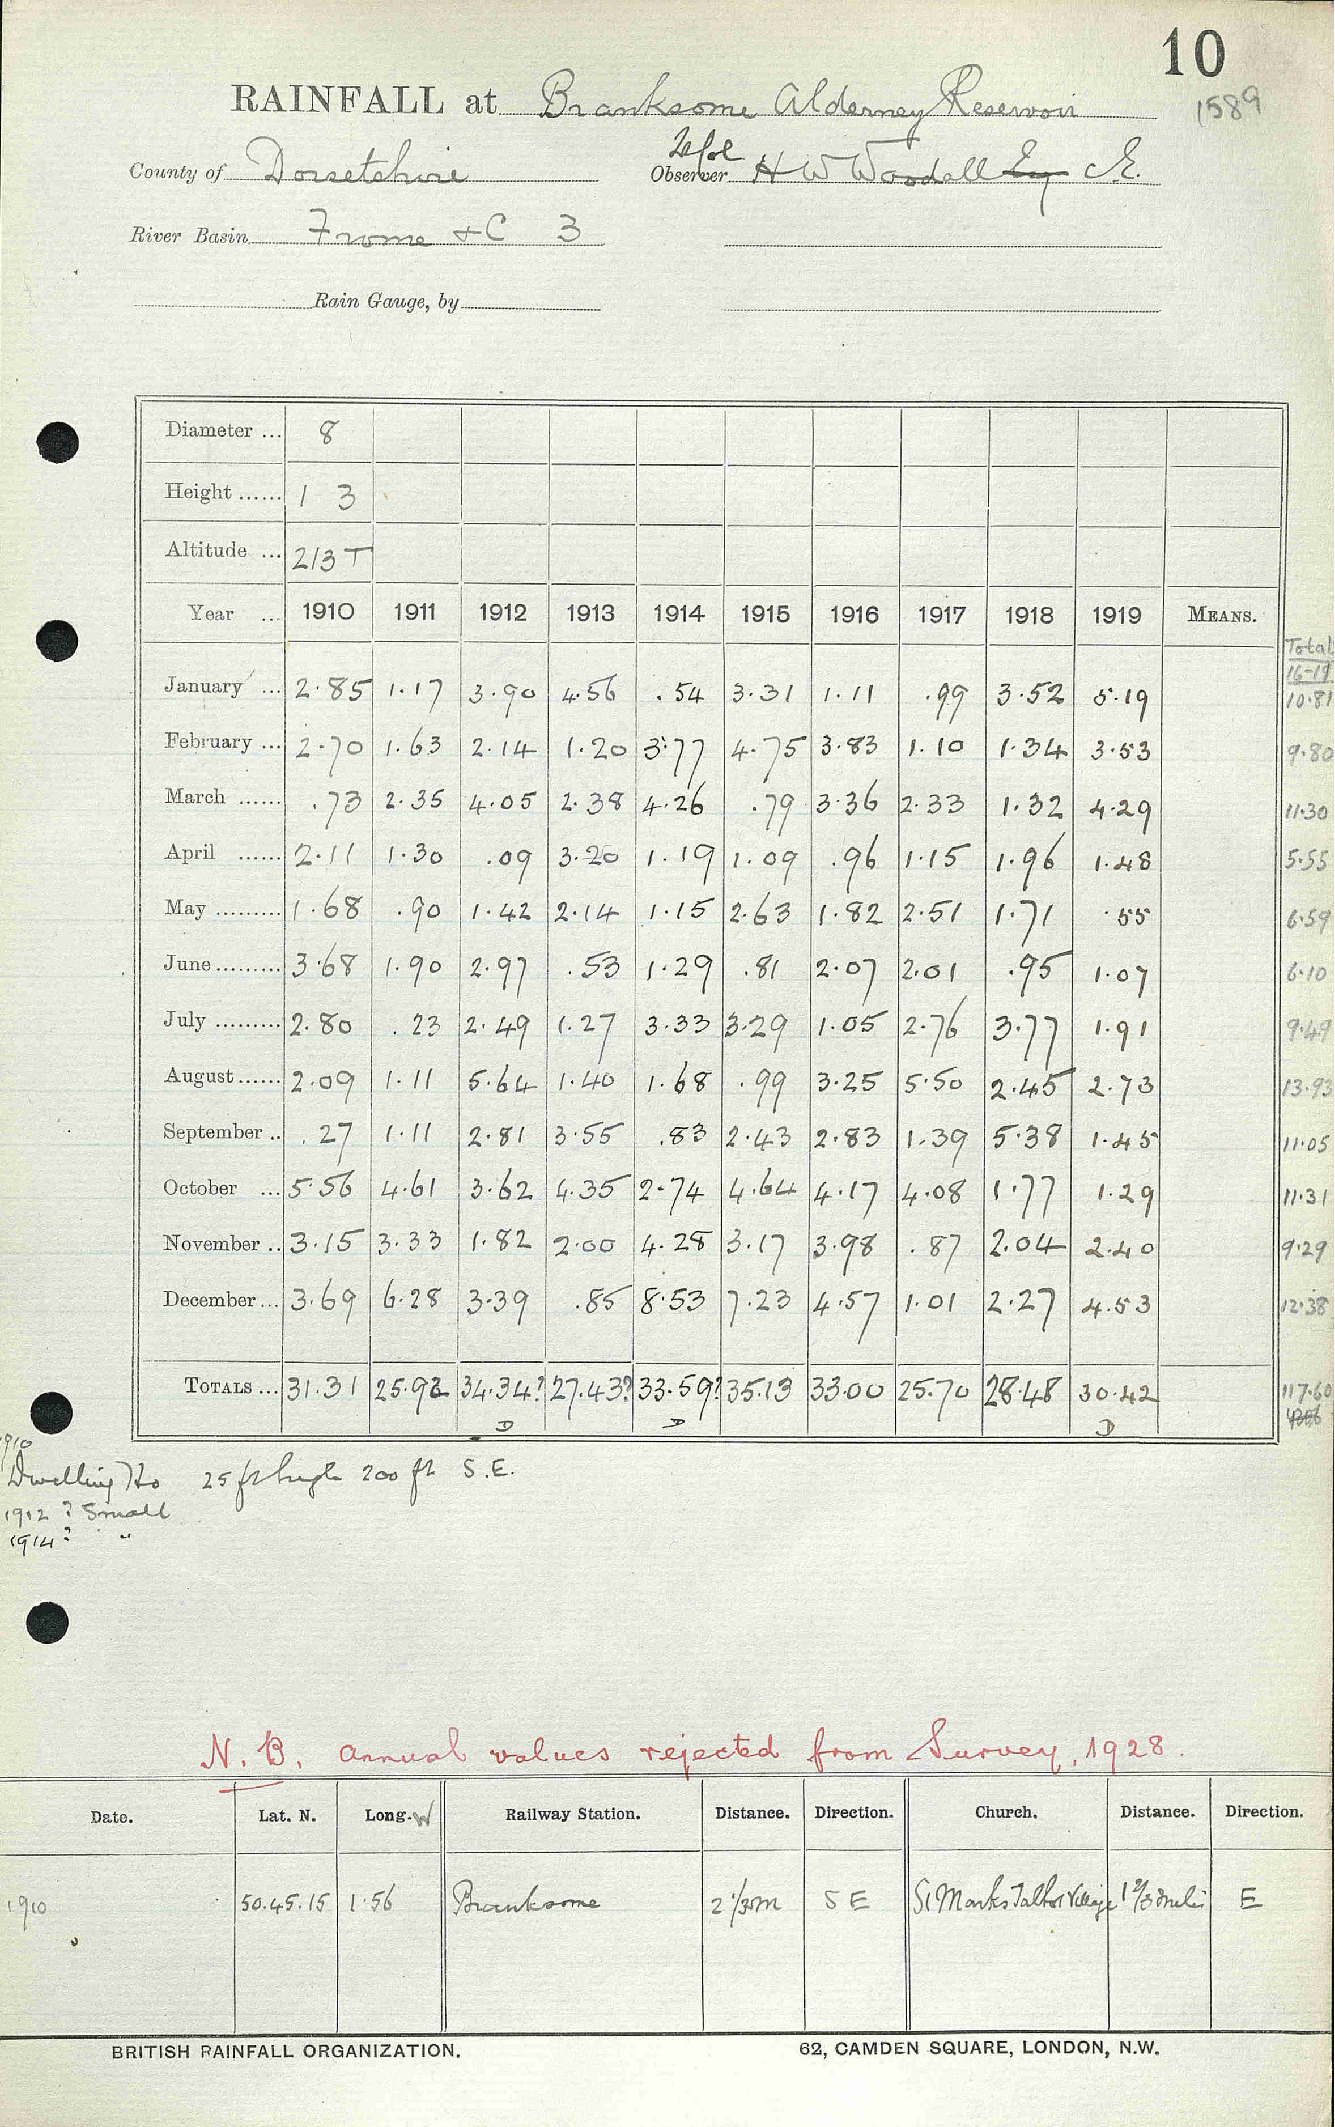 10
RAINFALL at Branksome Alderney Reservoir 1589
County of Dorsetshire Observer H W Woodall Esq C.E.
River Basin Frome & C 3
Rain Gauge, by
Diameter ... 8
Height ...... 1 3
Altitude ... 213 T
Year ... 1910 1911 1912 1913 1914 1915 1916 1917 1918 1919 MEANS.
Total
16-19
January ... 2.85 1.17 3.90 4.56 .54 3.31 1.11 .99 3.52 5.19 10.81
February ... 2.70 1.63 2.14 1.20 3.77 4.75 3.83 1.10 1.34 3.53 9.80
March ...... .73 2.35 4.05 2.38 4.26 .79 3.36 2.33 1.32 4.29 11.30
April ...... 2.11 1.30 .09 3.20 1.19 1.09 .96 1.15 1.96 1.48 5.55
May ......... 1.68 .90 1.42 2.14 1.15 2.63 1.82 2.51 1.71 .55 6.59
June ......... 3.68 1.90 2.97 .53 1.29 .81 2.07 2.01 .95 1.07 6.10
July ......... 2.80 .23 2.49 1.27 3.33 3.29 1.05 2.76 3.77 1.91 9.49
August ...... 2.09 1.11 5.64 1.40 1.68 .99 3.25 5.50 2.45 2.73 13.93
September .. .27 1.11 2.81 3.55 .83 2.43 2.83 1.39 5.38 1.45 11.05
October ... 5.56 4.61 3.62 4.35 2.74 4.64 4.17 4.08 1.77 1.29 11.31
November .. 3.15 3.33 1.82 2.00 4.28 3.17 3.98 .87 2.04 2.40 9.29
December ... 3.69 6.28 3.39 .85 8.53 7.23 4.57 1.01 2.27 4.53 12.38
TOTALS ... 31.31 25.92 34.34? 27.43? 33.59? 35.13 33.00 25.70 28.48 30.42 117.60
D D D
1910
Dwelling Ho 25 ft high 200 ft S.E.
1912 ? Small
1914 ? "
N.B. Annual values rejected from Survey, 1928.
Date. Lat. N. Long. W Railway Station. Distance. Direction. Church. Distance. Direction.
1910 50.45.15 1.56 Branksome 2 1/3 m S E St Marks Talbot Village 1 2/3 miles E
BRITISH RAINFALL ORGANIZATION. 62, CAMDEN SQUARE, LONDON, N.W.